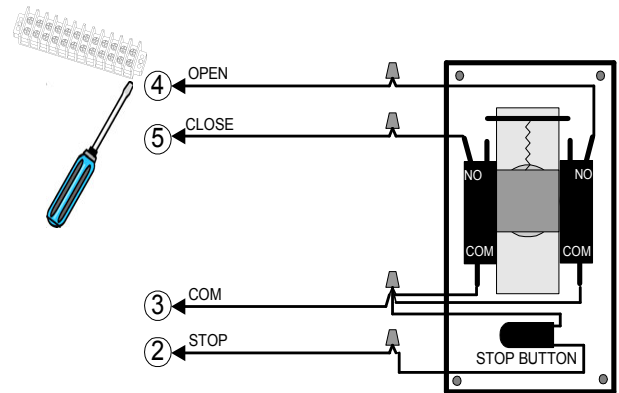 ④ OPEN
⑤ CLOSE
NO NO
COM COM
③ COM
② STOP
STOP BUTTON